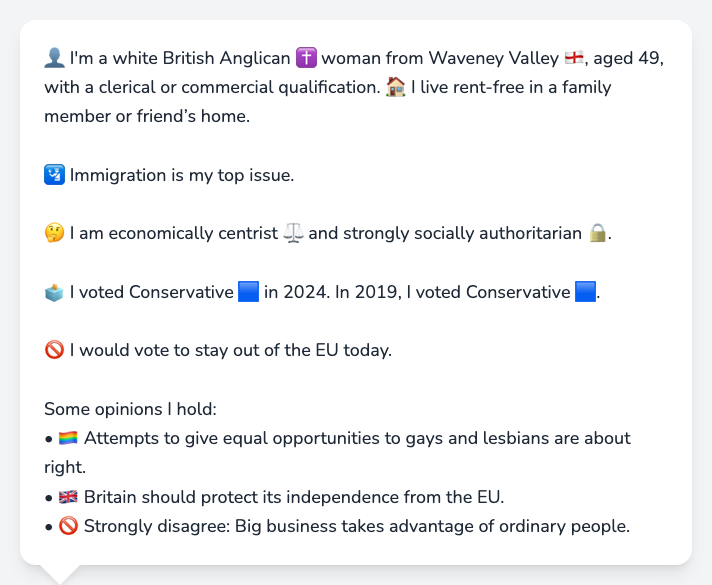 👤 I'm a white British Anglican ✝️ woman from Waveney Valley 🏴󠁧󠁢󠁥󠁮󠁧󠁿, aged 49,
with a clerical or commercial qualification. 🏠 I live rent-free in a family
member or friend’s home.
🛂 Immigration is my top issue.
🤔 I am economically centrist ⚖️ and strongly socially authoritarian 🔒.
🗳️ I voted Conservative 🟦 in 2024. In 2019, I voted Conservative 🟦.
🚫 I would vote to stay out of the EU today.
Some opinions I hold:
• 🏳️‍🌈 Attempts to give equal opportunities to gays and lesbians are about
right.
• 🇬🇧 Britain should protect its independence from the EU.
• 🚫 Strongly disagree: Big business takes advantage of ordinary people.